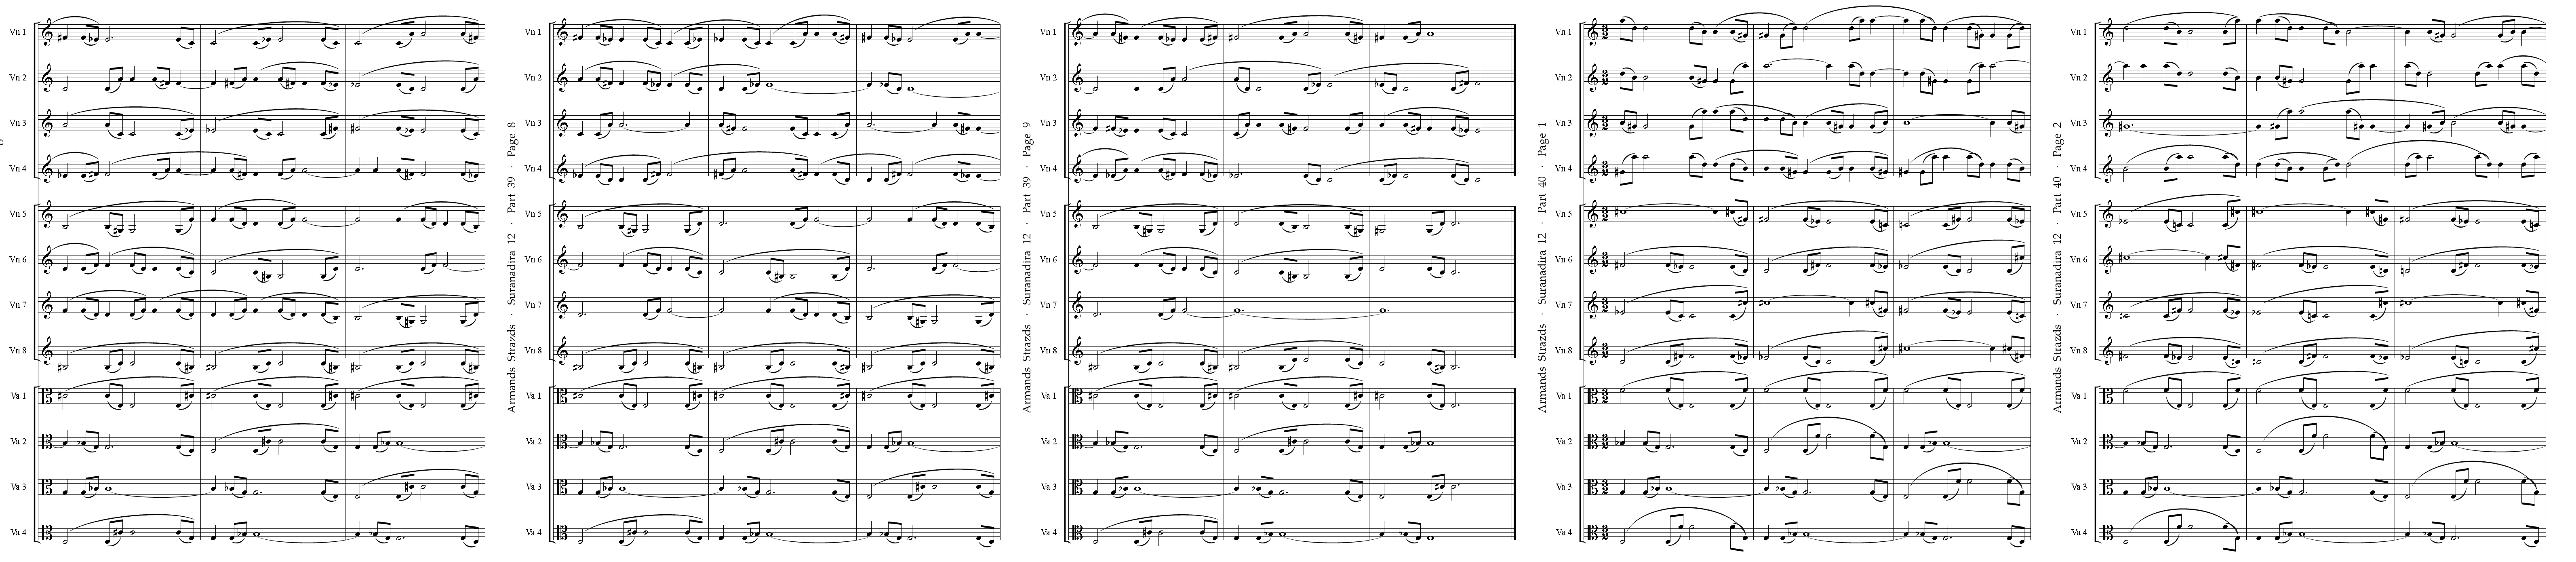 Vn 1
Vn 2
Vn 3
Vn 4
Vn 5
Vn 6
Vn 7
Vn 8
Va 1
Va 2
Va 3
Va 4
Armands Strazds · Suranadira 12 · Part 39 · Page 8
Vn 1
Vn 2
Vn 3
Vn 4
Vn 5
Vn 6
Vn 7
Vn 8
Va 1
Va 2
Va 3
Va 4
Armands Strazds · Suranadira 12 · Part 39 · Page 9
Vn 1
Vn 2
Vn 3
Vn 4
Vn 5
Vn 6
Vn 7
Vn 8
Va 1
Va 2
Va 3
Va 4
Armands Strazds · Suranadira 12 · Part 40 · Page 1
Vn 1
Vn 2
Vn 3
Vn 4
Vn 5
Vn 6
Vn 7
Vn 8
Va 1
Va 2
Va 3
Va 4
Armands Strazds · Suranadira 12 · Part 40 · Page 2
Vn 1
Vn 2
Vn 3
Vn 4
Vn 5
Vn 6
Vn 7
Vn 8
Va 1
Va 2
Va 3
Va 4